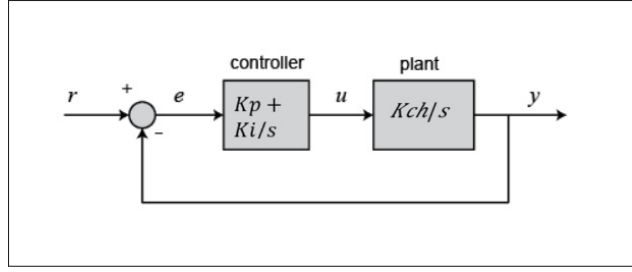 controller
plant
r
+
e
Kp +
Ki/s
u
Kch/s
y
−